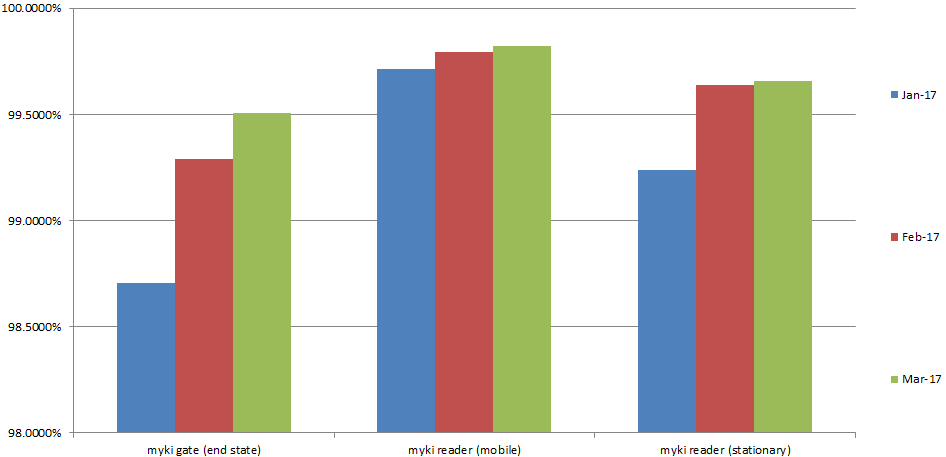 100.0000%
99.5000%
99.0000%
98.5000%
98.0000%
myki gate (end state)
myki reader (mobile)
myki reader (stationary)
Jan-17
Feb-17
Mar-17